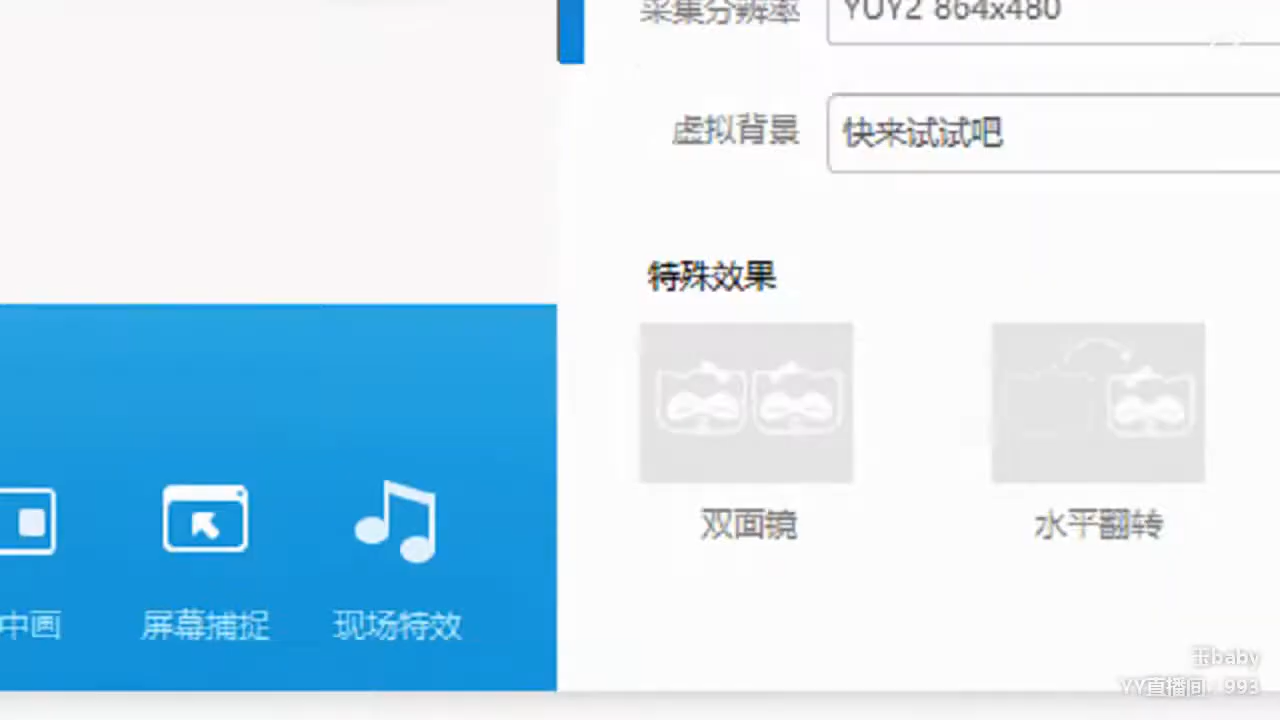 采集分辨率 YUY2 864x480
虚拟背景 快来试试吧
特殊效果
双面镜 水平翻转
中画 屏幕捕捉 现场特效
玉baby
YY直播间: 993